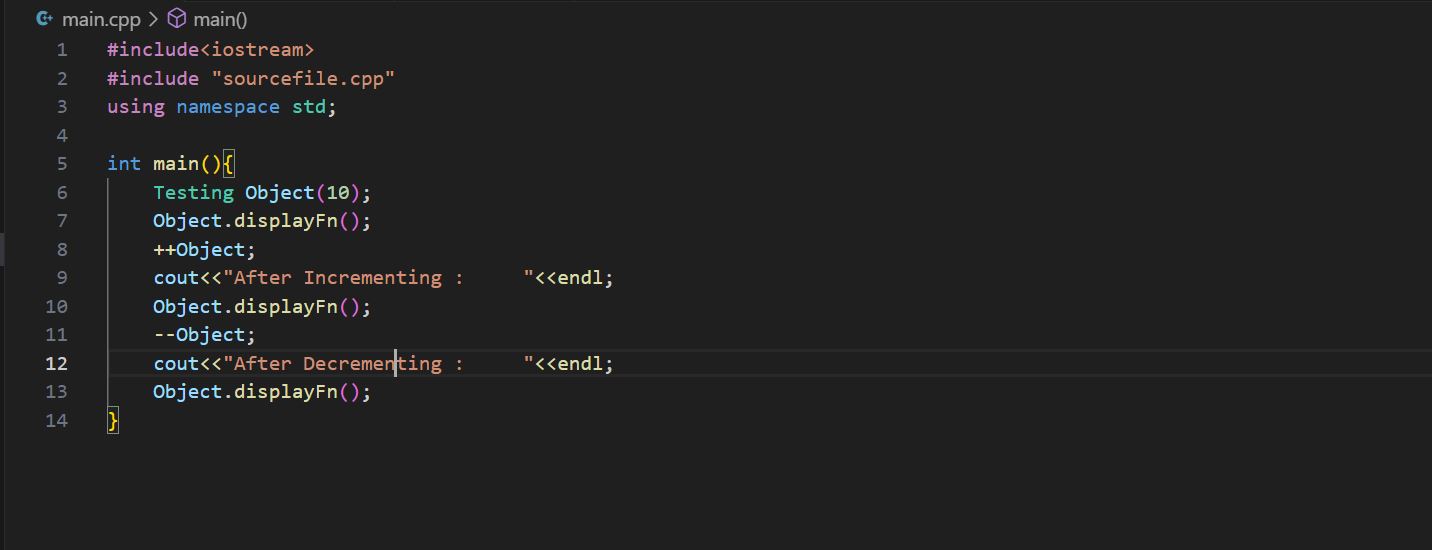 main.cpp > main()
1 #include<iostream>
2 #include "sourcefile.cpp"
3 using namespace std;
4
5 int main(){
6     Testing Object(10);
7     Object.displayFn();
8     ++Object;
9     cout<<"After Incrementing :     "<<endl;
10     Object.displayFn();
11     --Object;
12     cout<<"After Decrementing :     "<<endl;
13     Object.displayFn();
14 }